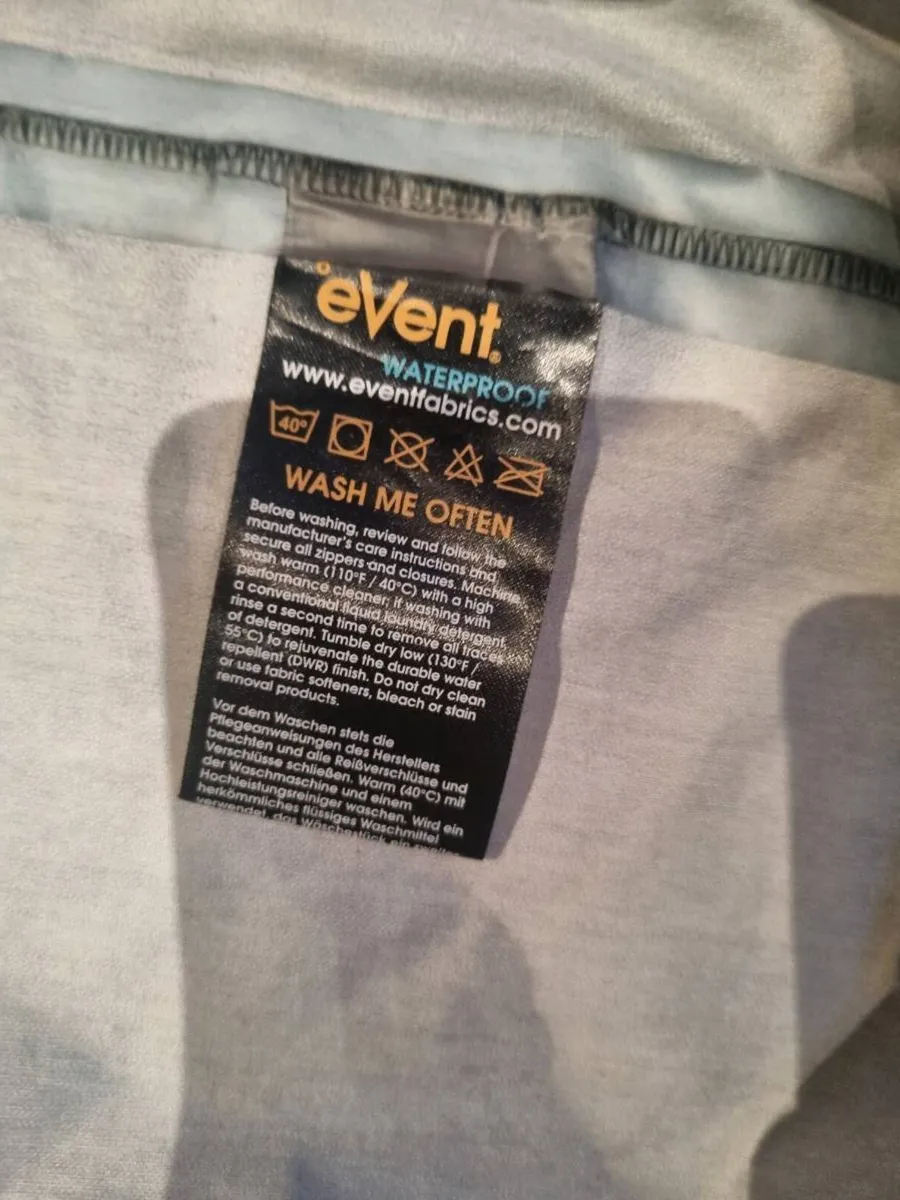 eVent®
WATERPROOF
www.eventfabrics.com
40°
WASH ME OFTEN
Before washing, review and follow the
manufacturer's care instructions and
secure all zippers and closures. Machine
wash warm (110°F / 40°C) with a high
performance cleaner; if washing with
a conventional liquid laundry detergent
rinse a second time to remove all traces
of detergent. Tumble dry low (130°F /
55°C) to rejuvenate the durable water
repellent (DWR) finish. Do not dry clean
or use fabric softeners, bleach or stain
removal products.
Vor dem Waschen stets die
Pflegeanweisungen des Herstellers
beachten und alle Reißverschlüsse und
Verschlüsse schließen. Warm (40°C) mit
der Waschmaschine und einem
Hochleistungsreiniger waschen. Wird ein
herkömmliches flüssiges Waschmittel
verwendet, das Wäschestück ein